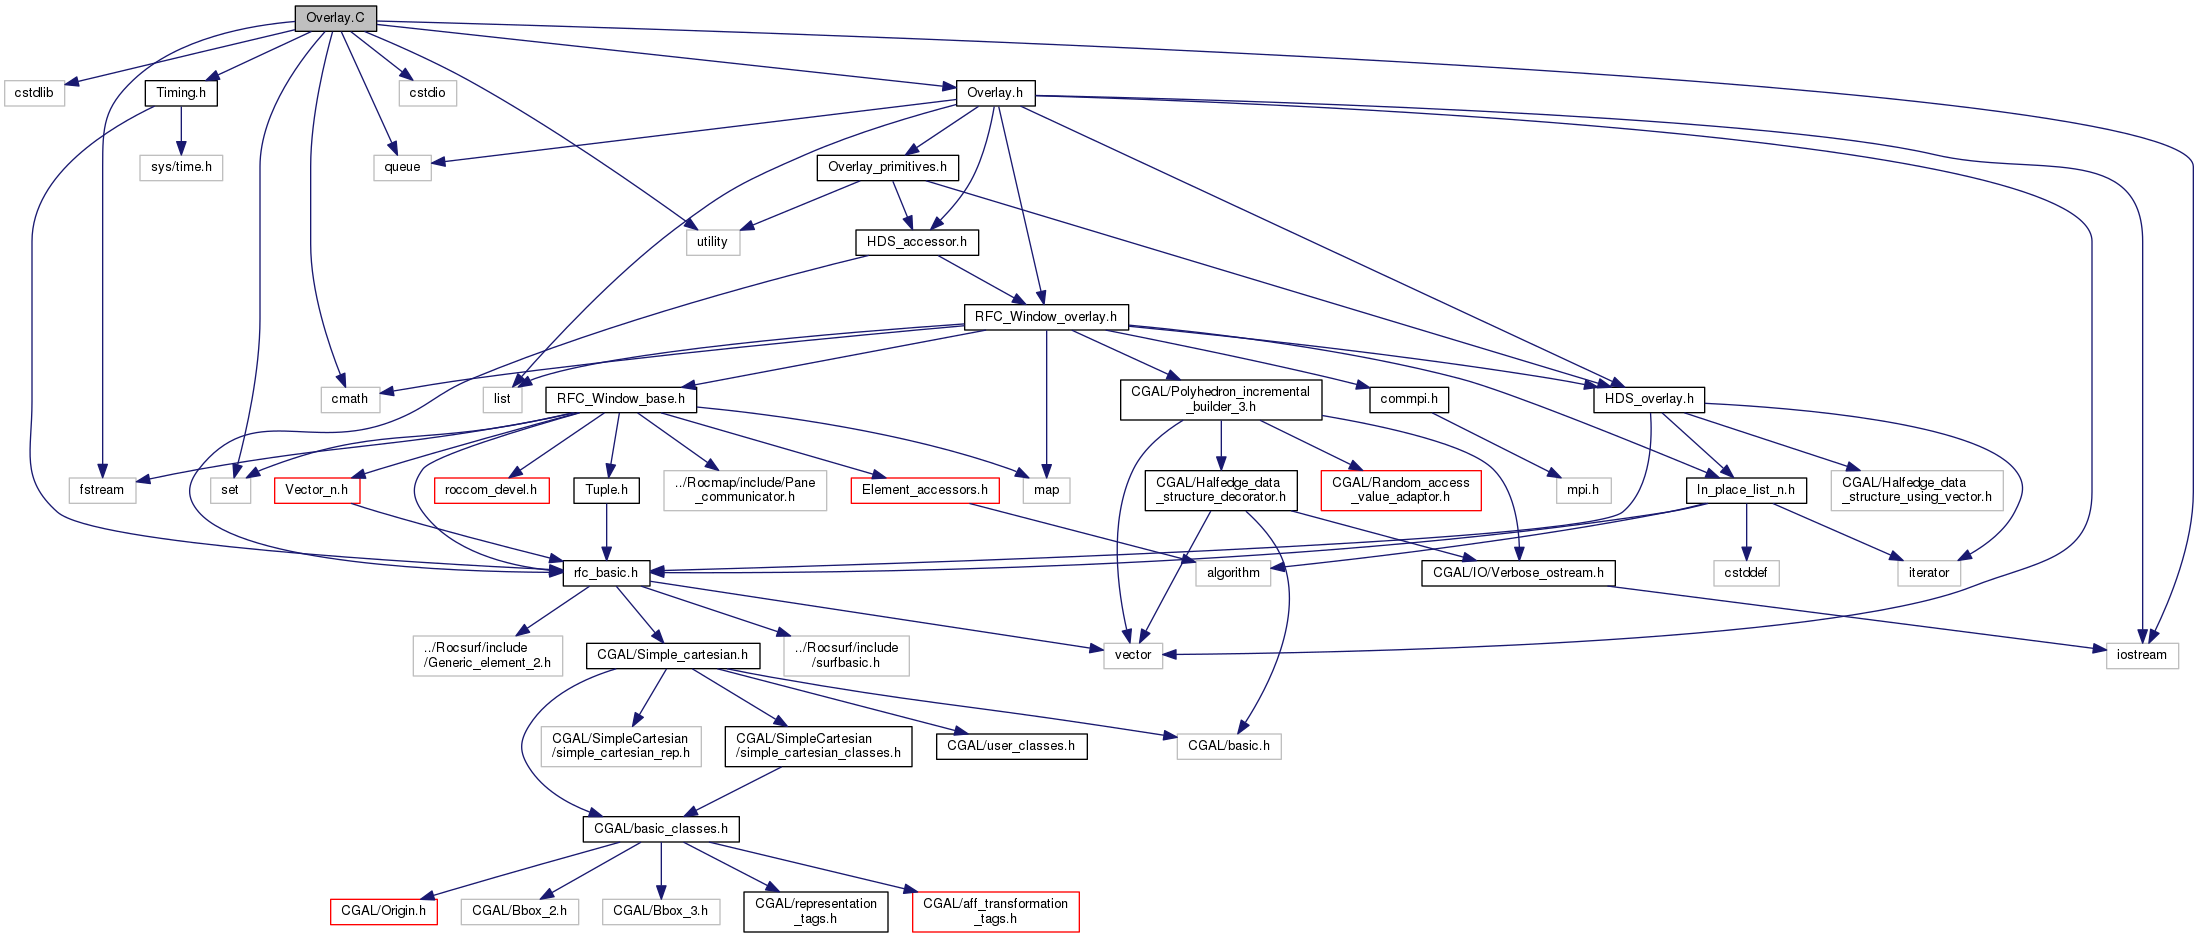 Overlay.C
cstdlib
Timing.h
cstdio
Overlay.h
sys/time.h
queue
Overlay_primitives.h
utility
HDS_accessor.h
RFC_Window_overlay.h
cmath
list
RFC_Window_base.h
CGAL/Polyhedron_incremental
_builder_3.h
commpi.h
HDS_overlay.h
fstream
set
Vector_n.h
roccom_devel.h
Tuple.h
../Rocmap/include/Pane
_communicator.h
Element_accessors.h
map
CGAL/Halfedge_data
_structure_decorator.h
CGAL/Random_access
_value_adaptor.h
mpi.h
In_place_list_n.h
CGAL/Halfedge_data
_structure_using_vector.h
rfc_basic.h
algorithm
CGAL/IO/Verbose_ostream.h
cstddef
iterator
../Rocsurf/include
/Generic_element_2.h
CGAL/Simple_cartesian.h
../Rocsurf/include
/surfbasic.h
vector
iostream
CGAL/SimpleCartesian
/simple_cartesian_rep.h
CGAL/SimpleCartesian
/simple_cartesian_classes.h
CGAL/user_classes.h
CGAL/basic.h
CGAL/basic_classes.h
CGAL/Origin.h
CGAL/Bbox_2.h
CGAL/Bbox_3.h
CGAL/representation
_tags.h
CGAL/aff_transformation
_tags.h